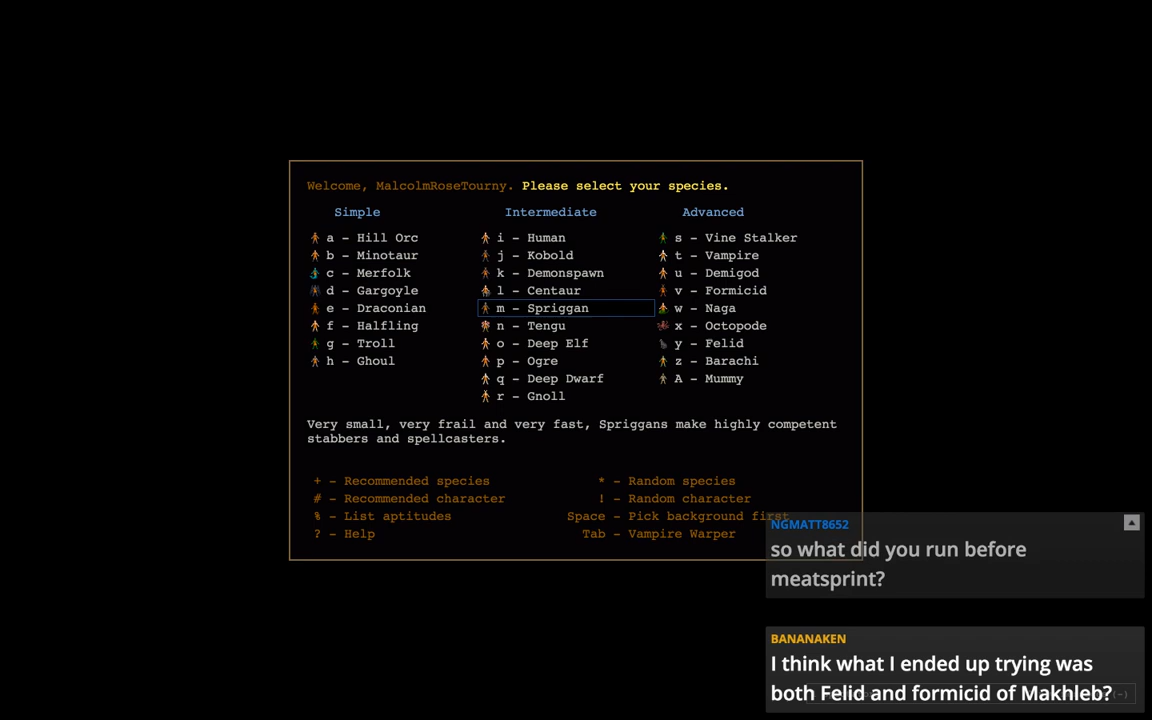 Welcome, MalcolmRoseTourny. Please select your species.
Simple Intermediate Advanced
a - Hill Orc i - Human s - Vine Stalker
b - Minotaur j - Kobold t - Vampire
c - Merfolk k - Demonspawn u - Demigod
d - Gargoyle l - Centaur v - Formicid
e - Draconian m - Spriggan w - Naga
f - Halfling n - Tengu x - Octopode
g - Troll o - Deep Elf y - Felid
h - Ghoul p - Ogre z - Barachi
q - Deep Dwarf A - Mummy
r - Gnoll
Very small, very frail and very fast, Spriggans make highly competent
stabbers and spellcasters.
+ - Recommended species * - Random species
# - Recommended character ! - Random character
% - List aptitudes Space - Pick background first
? - Help Tab - Vampire Warper
NGMATT8652
so what did you run before
meatsprint?
BANANAKEN
I think what I ended up trying was
both Felid and formicid of Makhleb?